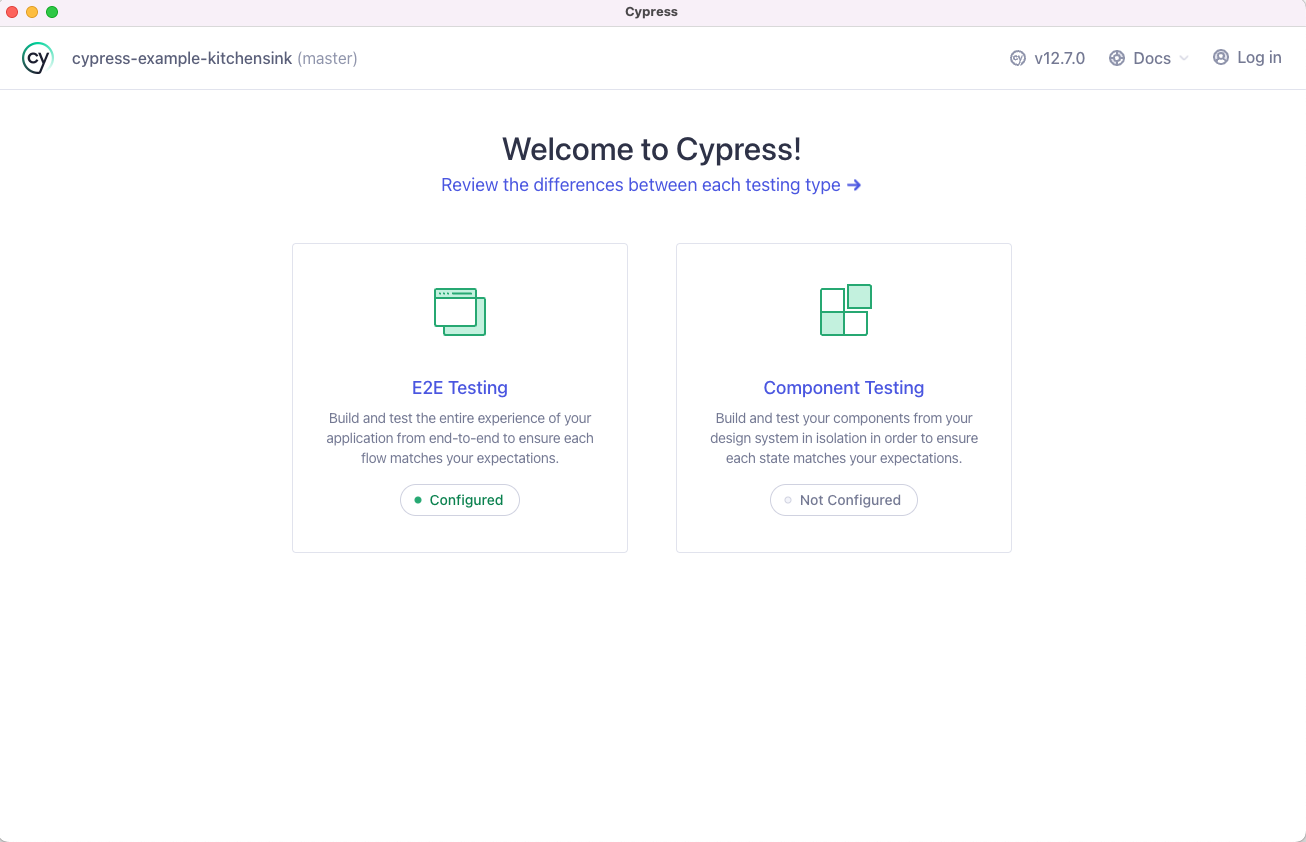 Cypress
cy cypress-example-kitchensink (master)
cy v12.7.0 Docs Log in
Welcome to Cypress!
Review the differences between each testing type →
E2E Testing
Build and test the entire experience of your
application from end-to-end to ensure each
flow matches your expectations.
Configured
Component Testing
Build and test your components from your
design system in isolation in order to ensure
each state matches your expectations.
Not Configured